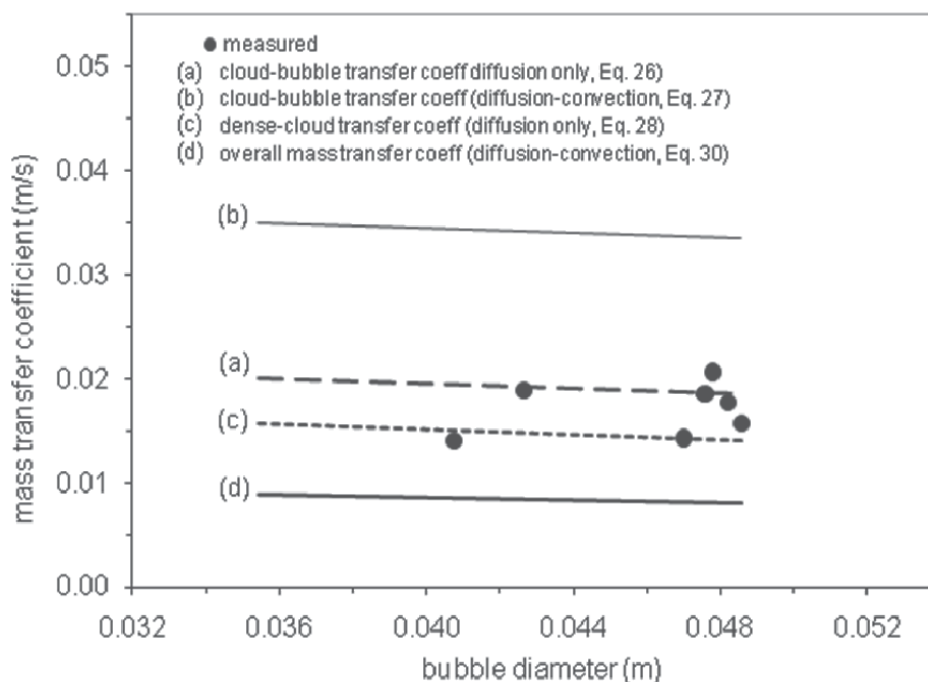 0.05
measured
(a) cloud-bubble transfer coeff diffusion only, Eq. 26)
(b) cloud-bubble transfer coeff (diffusion-convection, Eq. 27)
(c) dense-cloud transfer coeff (diffusion only, Eq. 28)
(d) overall mass transfer coeff (diffusion-convection, Eq. 30)
0.04
(b)
0.03
mass transfer coefficient (m/s)
(a)
0.02
(c)
(d)
0.01
0.00
0.032 0.036 0.040 0.044 0.048 0.052
bubble diameter (m)